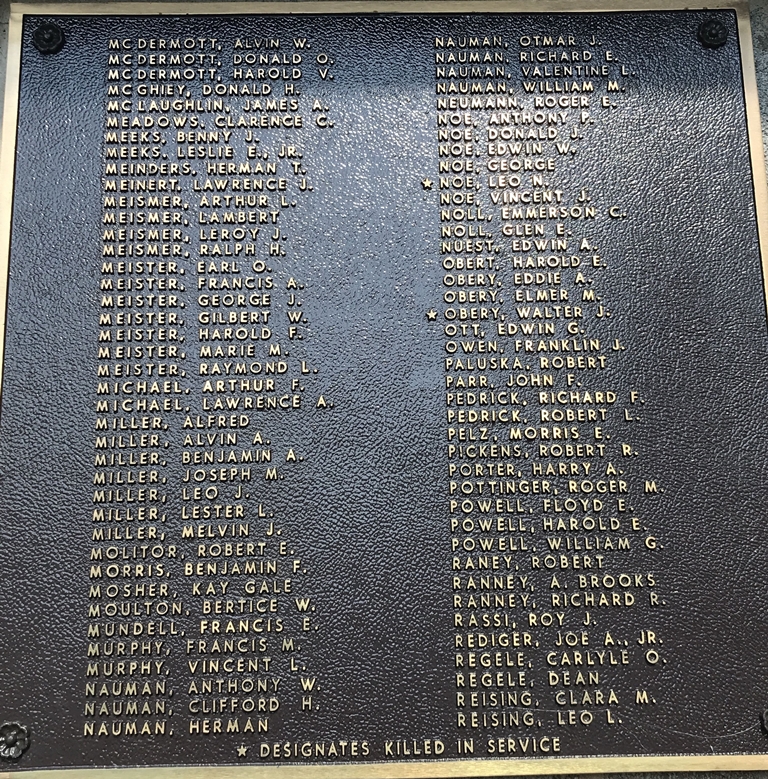 MC DERMOTT, ALVIN W.
MC DERMOTT, DONALD O.
MC DERMOTT, HAROLD V.
MC GHIEY, DONALD H.
MC LAUGHLIN, JAMES A.
MEADOWS, CLARENCE C.
MEEKS, BENNY J.
MEEKS, LESLIE E., JR.
MEINDERS, HERMAN T.
MEINERT, LAWRENCE J.
MEISMER, ARTHUR L.
MEISMER, LAMBERT
MEISMER, LEROY J.
MEISMER, RALPH H.
MEISTER, EARL O.
MEISTER, FRANCIS A.
MEISTER, GEORGE J.
MEISTER, GILBERT W.
MEISTER, HAROLD F.
MEISTER, MARIE M.
MEISTER, RAYMOND L.
MICHAEL, ARTHUR F.
MICHAEL, LAWRENCE A.
MILLER, ALFRED
MILLER, ALVIN A.
MILLER, BENJAMIN A.
MILLER, JOSEPH M.
MILLER, LEO J.
MILLER, LESTER L.
MILLER, MELVIN J.
MOLITOR, ROBERT E.
MORRIS, BENJAMIN F.
MOSHER, KAY GALE
MOULTON, BERTICE W.
MUNDELL, FRANCIS E.
MURPHY, FRANCIS M.
MURPHY, VINCENT L.
NAUMAN, ANTHONY W.
NAUMAN, CLIFFORD H.
NAUMAN, HERMAN
NAUMAN, OTMAR J.
NAUMAN, RICHARD E.
NAUMAN, VALENTINE L.
NAUMAN, WILLIAM M.
NEUMANN, ROGER E.
NOE, ANTHONY P.
NOE, DONALD J.
NOE, EDWIN W.
NOE, GEORGE
★ NOE, LEO N.
NOE, VINCENT J.
NOLL, EMMERSON C.
NOLL, GLEN E.
NUEST, EDWIN A.
OBERT, HAROLD E.
OBERY, EDDIE A.
OBERY, ELMER M.
★ OBERY, WALTER J.
OTT, EDWIN G.
OWEN, FRANKLIN J.
PALUSKA, ROBERT
PARR, JOHN F.
PEDRICK, RICHARD F.
PEDRICK, ROBERT L.
PELZ, MORRIS E.
PICKENS, ROBERT R.
PORTER, HARRY A.
POTTINGER, ROGER M.
POWELL, FLOYD E.
POWELL, HAROLD E.
POWELL, WILLIAM G.
RANEY, ROBERT
RANNEY, A. BROOKS
RANNEY, RICHARD R.
RASSI, ROY J.
REDIGER, JOE A., JR.
REGELE, CARLYLE O.
REGELE, DEAN
REISING, CLARA M.
REISING, LEO L.
★ DESIGNATES KILLED IN SERVICE